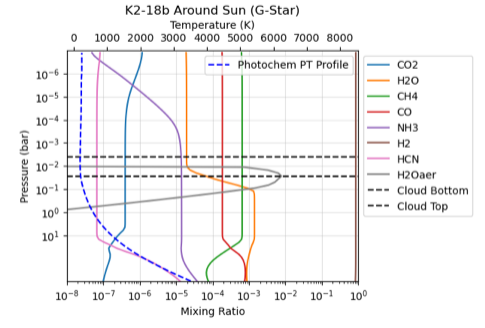 K2-18b Around Sun (G-Star)
Temperature (K)
0 1000 2000 3000 4000 5000 6000 7000 8000
Photochem PT Profile
Pressure (bar)
10⁻⁶
10⁻⁵
10⁻⁴
10⁻³
10⁻²
10⁻¹
10⁰
10¹
10⁻⁸ 10⁻⁷ 10⁻⁶ 10⁻⁵ 10⁻⁴ 10⁻³ 10⁻² 10⁻¹ 10⁰
Mixing Ratio
CO2
H2O
CH4
CO
NH3
H2
HCN
H2Oaer
Cloud Bottom
Cloud Top